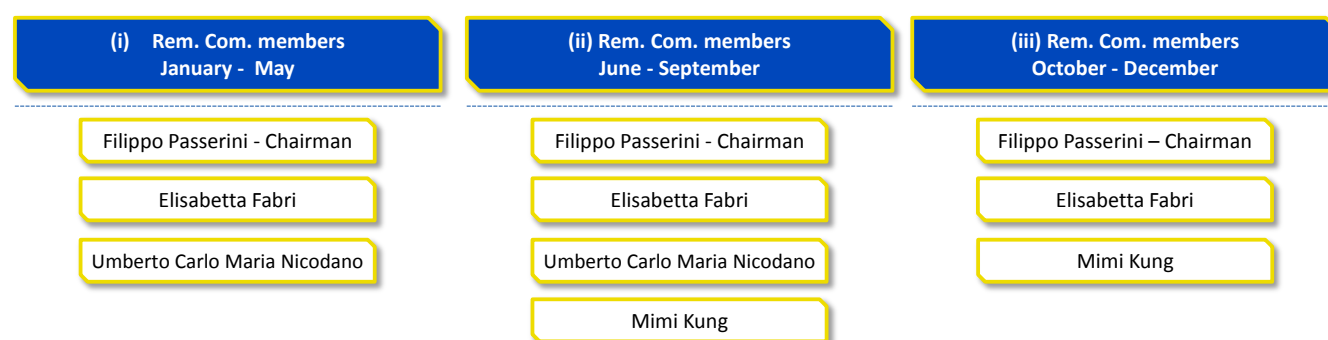 (i) Rem. Com. members
January - May
Filippo Passerini - Chairman
Elisabetta Fabri
Umberto Carlo Maria Nicodano
(ii) Rem. Com. members
June - September
Filippo Passerini - Chairman
Elisabetta Fabri
Umberto Carlo Maria Nicodano
Mimi Kung
(iii) Rem. Com. members
October - December
Filippo Passerini – Chairman
Elisabetta Fabri
Mimi Kung